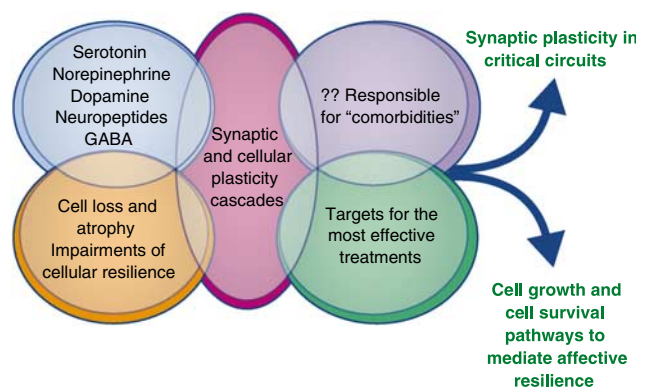 Serotonin
Norepinephrine
Dopamine
Neuropeptides
GABA
Cell loss and
atrophy
Impairments of
cellular resilience
Synaptic
and cellular
plasticity
cascades
?? Responsible
for “comorbidities”
Targets for the
most effective
treatments
Synaptic plasticity in
critical circuits
Cell growth and
cell survival
pathways to
mediate affective
resilience